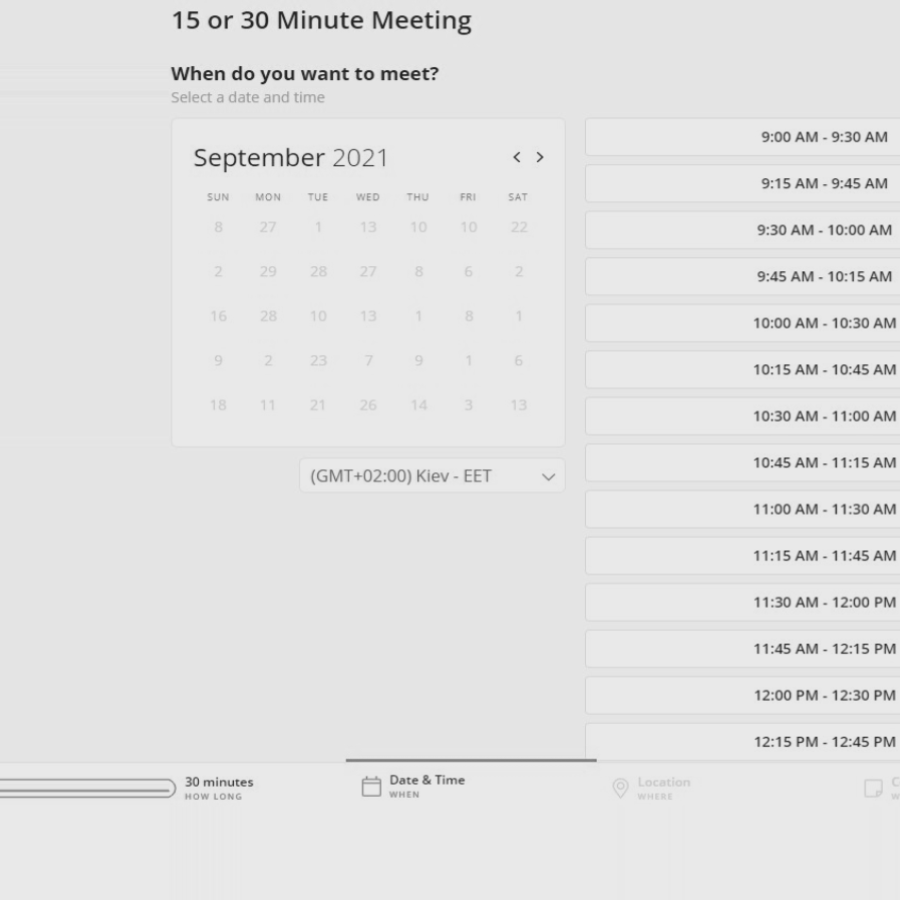 15 or 30 Minute Meeting
When do you want to meet?
Select a date and time
September 2021
SUN MON TUE WED THU FRI SAT
8 27 1 13 10 10 22
2 29 28 27 8 6 2
16 28 10 13 1 8 1
9 2 23 7 9 1 6
18 11 21 26 14 3 13
(GMT+02:00) Kiev - EET
9:00 AM - 9:30 AM
9:15 AM - 9:45 AM
9:30 AM - 10:00 AM
9:45 AM - 10:15 AM
10:00 AM - 10:30 AM
10:15 AM - 10:45 AM
10:30 AM - 11:00 AM
10:45 AM - 11:15 AM
11:00 AM - 11:30 AM
11:15 AM - 11:45 AM
11:30 AM - 12:00 PM
11:45 AM - 12:15 PM
12:00 PM - 12:30 PM
12:15 PM - 12:45 PM
30 minutes
HOW LONG
Date & Time
WHEN
Location
WHERE